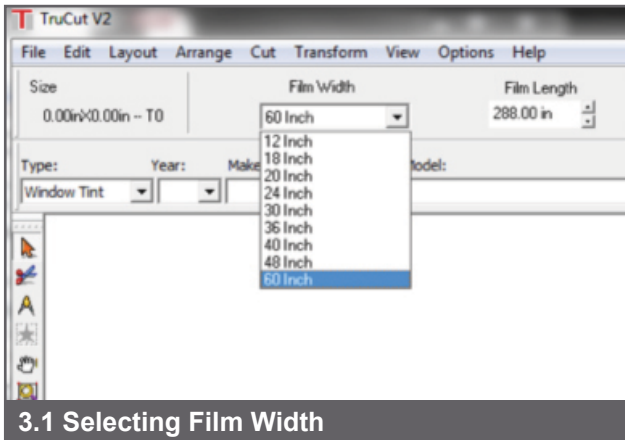 TruCut V2
File Edit Layout Arrange Cut Transform View Options Help
Size Film Width Film Length
0.00inX0.00in -- T0 60 Inch 288.00 in
12 Inch
18 Inch
20 Inch
24 Inch
30 Inch
36 Inch
40 Inch
48 Inch
60 Inch
Type: Year: Make Model:
Window Tint
3.1 Selecting Film Width